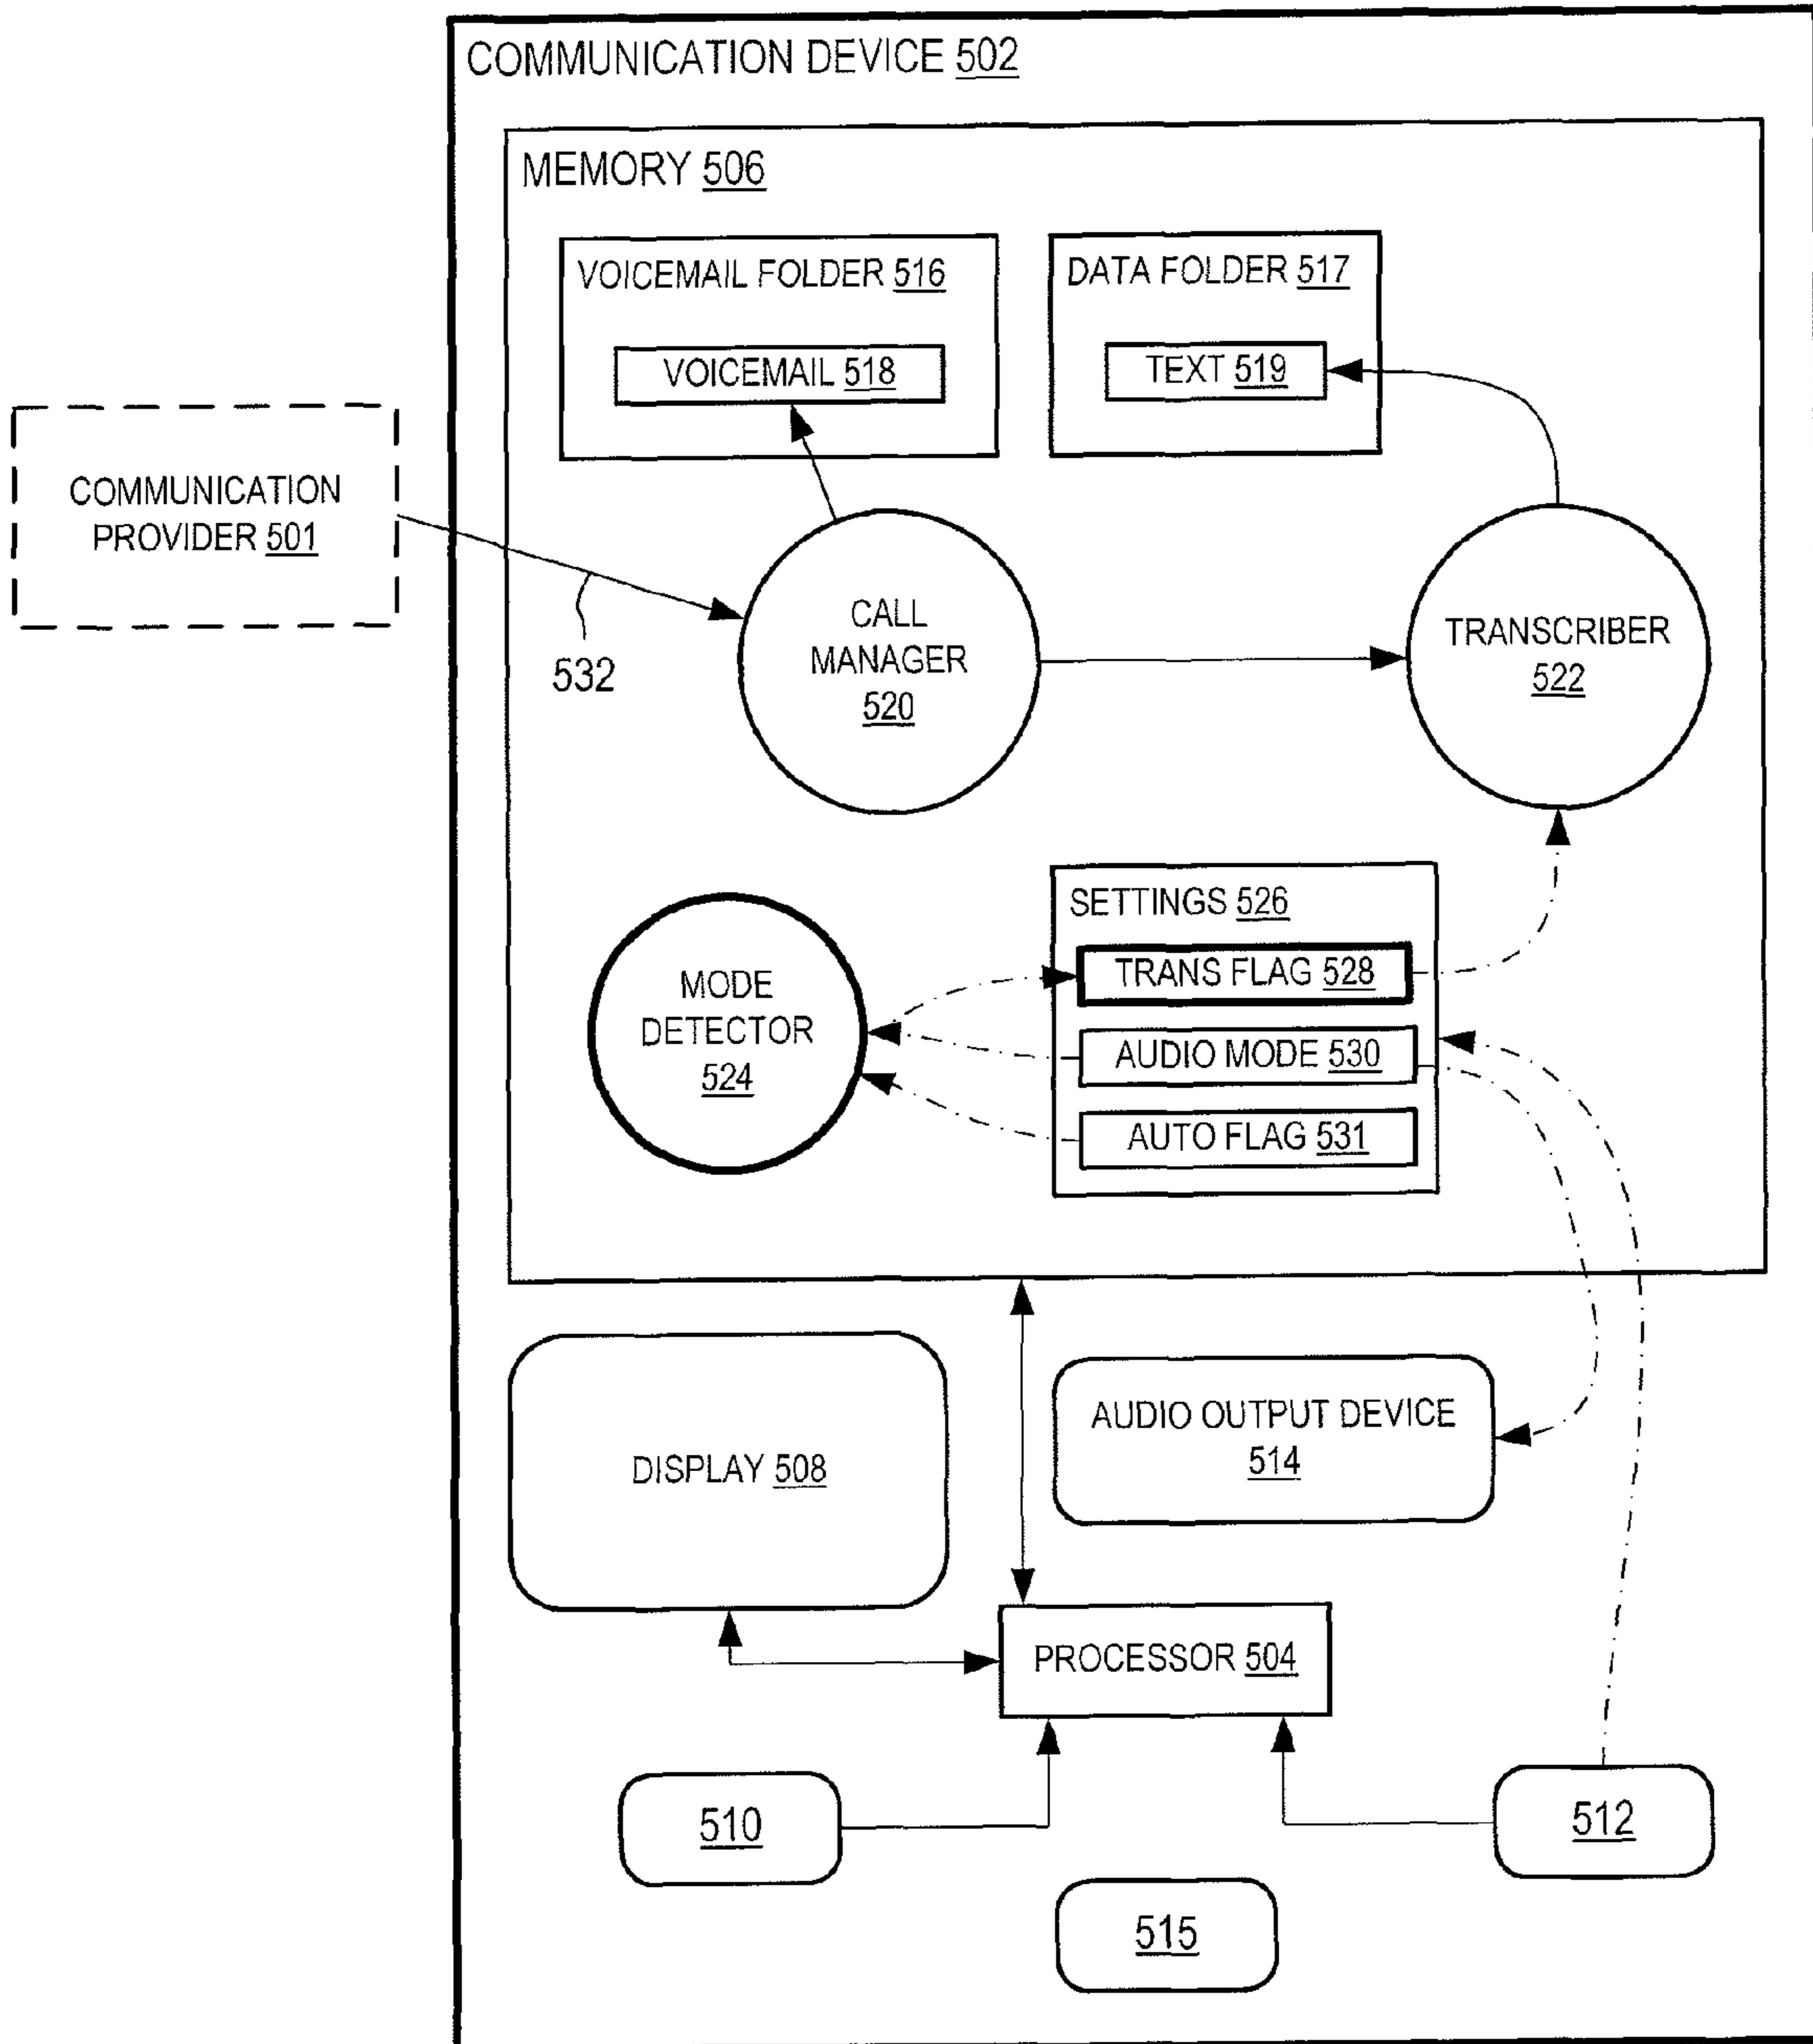 COMMUNICATION DEVICE 502
MEMORY 506
VOICEMAIL FOLDER 516
VOICEMAIL 518
DATA FOLDER 517
TEXT 519
COMMUNICATION
PROVIDER 501
532
CALL
MANAGER
520
TRANSCRIBER
522
MODE
DETECTOR
524
SETTINGS 526
TRANS FLAG 528
AUDIO MODE 530
AUTO FLAG 531
DISPLAY 508
AUDIO OUTPUT DEVICE
514
PROCESSOR 504
510
512
515